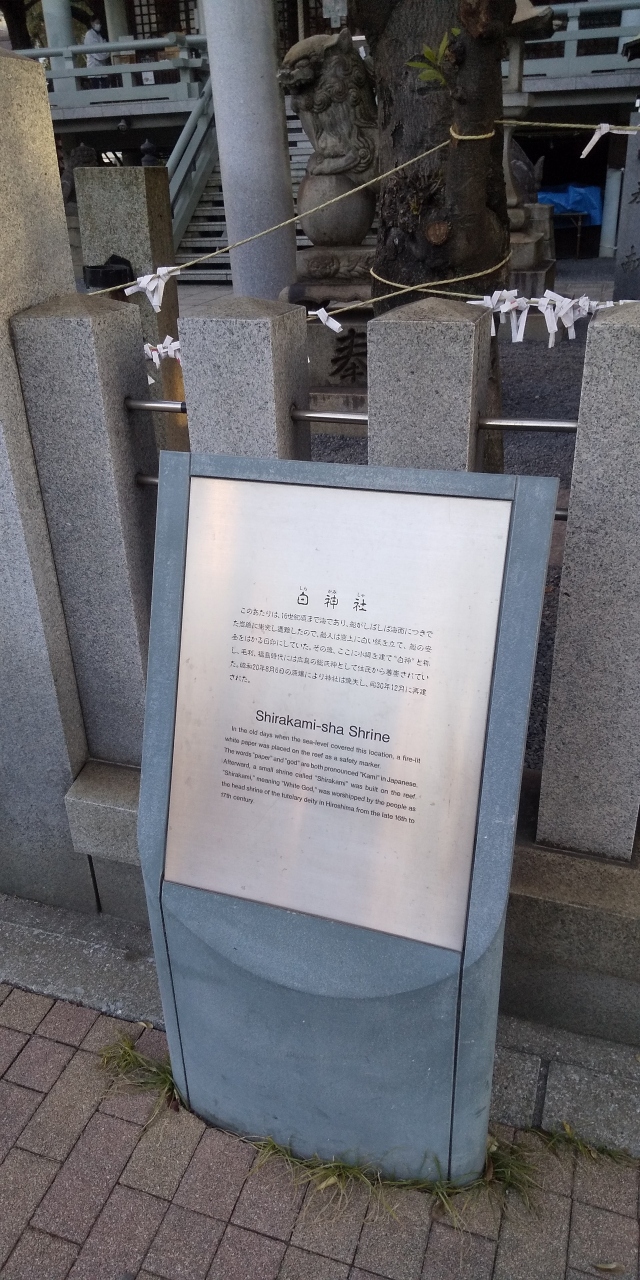 奉
しら かみ しゃ
白神社
このあたりは、16世紀頃まで海であり、船がしばしば海面につきで
た岩礁に衝突し遭難したので、船人は岩上に白い紙を立て、船の安
全をはかる目印にしていた。その後、ここに小祠を建て"白神"と称
し、毛利、福島時代には広島の総氏神として住民から尊崇されてい
た。昭和20年8月6日の原爆により神社は焼失し、同30年12月に再建
された。
Shirakami-sha Shrine
In the old days when the sea-level covered this location, a fire-lit
white paper was placed on the reef as a safety marker.
The words "paper" and "god" are both pronounced "Kami" in Japanese.
Afterward, a small shrine called "Shirakami" was built on the reef.
"Shirakami," meaning "White God," was worshipped by the people as
the head shrine of the tutelary deity in Hiroshima from the late 16th to
17th century.